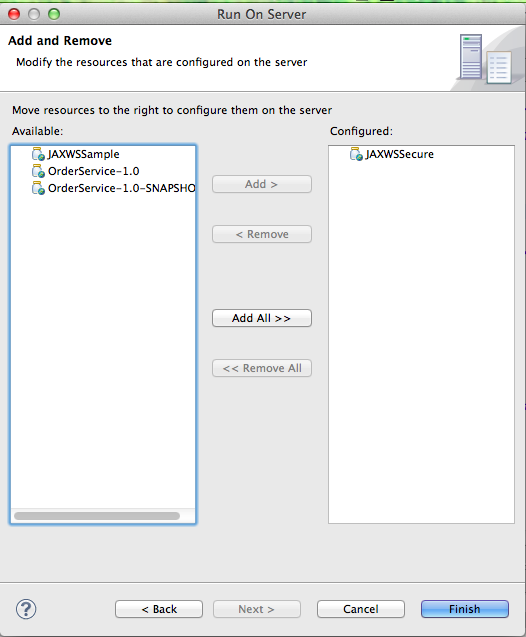 Run On Server
Add and Remove
Modify the resources that are configured on the server
Move resources to the right to configure them on the server
Available:
Configured:
JAXWSSample
OrderService-1.0
OrderService-1.0-SNAPSHO
JAXWSSecure
Add >
< Remove
Add All >>
<< Remove All
?
< Back
Next >
Cancel
Finish